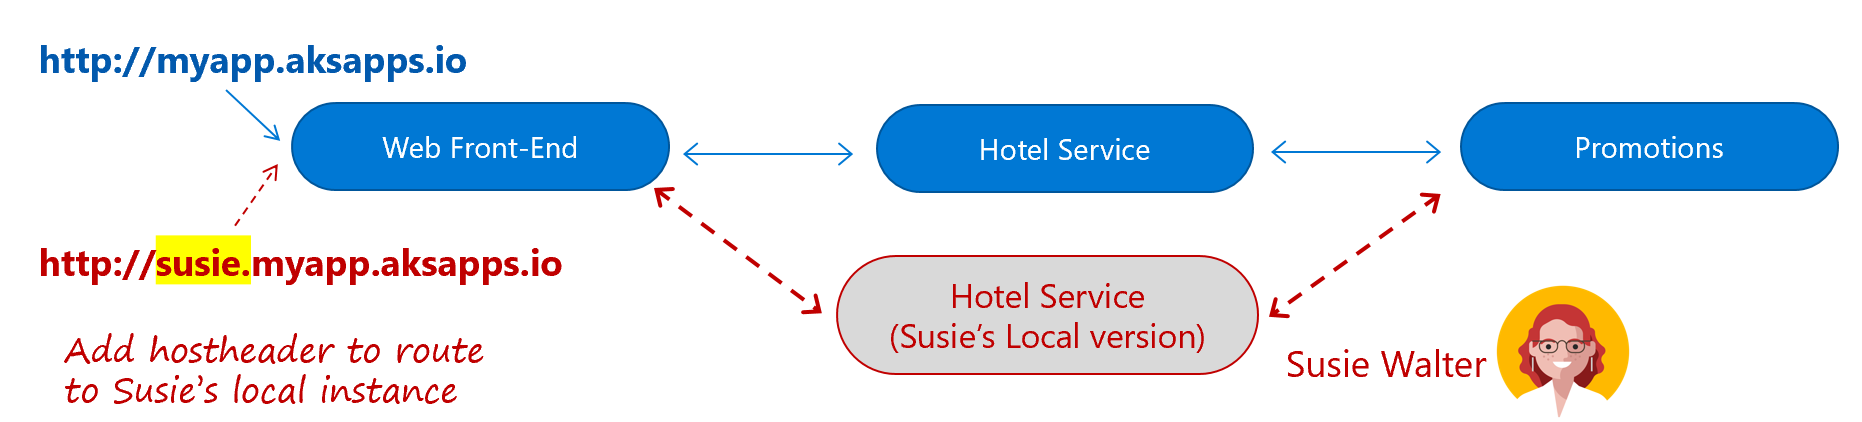 http://myapp.aksapps.io
Web Front-End
Hotel Service
Promotions
http://susie.myapp.aksapps.io
Hotel Service
(Susie’s Local version)
Add hostheader to route
to Susie’s local instance
Susie Walter